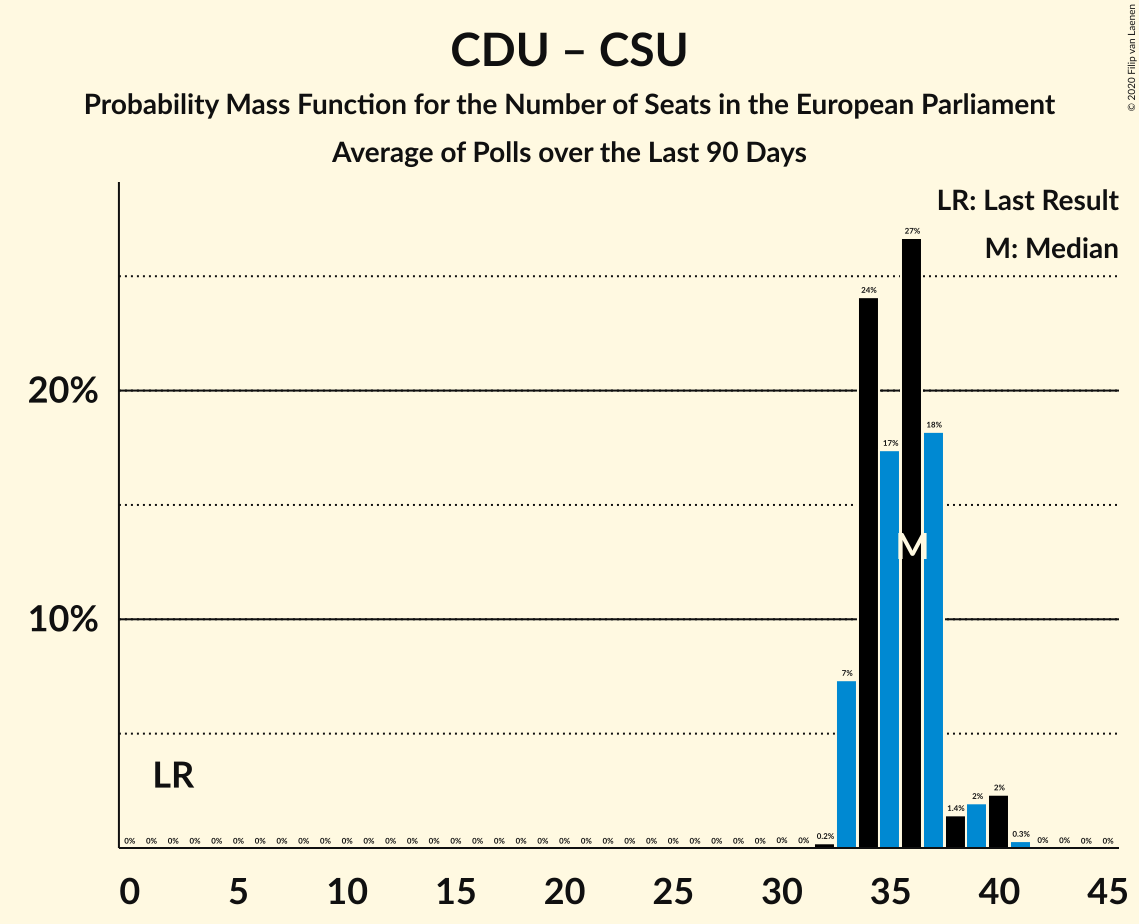 CDU – CSU
Probability Mass Function for the Number of Seats in the European Parliament
Average of Polls over the Last 90 Days
© 2020 Filip van Laenen
LR: Last Result
M: Median
27%
24%
20%
18%
17%
M
10%
7%
LR
0% 0% 0% 0% 0% 0% 0% 0% 0% 0% 0% 0% 0% 0% 0% 0% 0% 0% 0% 0% 0% 0% 0% 0% 0% 0% 0% 0% 0% 0% 0% 0% 0.2% 1.4% 2% 2% 0.3% 0% 0% 0% 0%
0 5 10 15 20 25 30 35 40 45